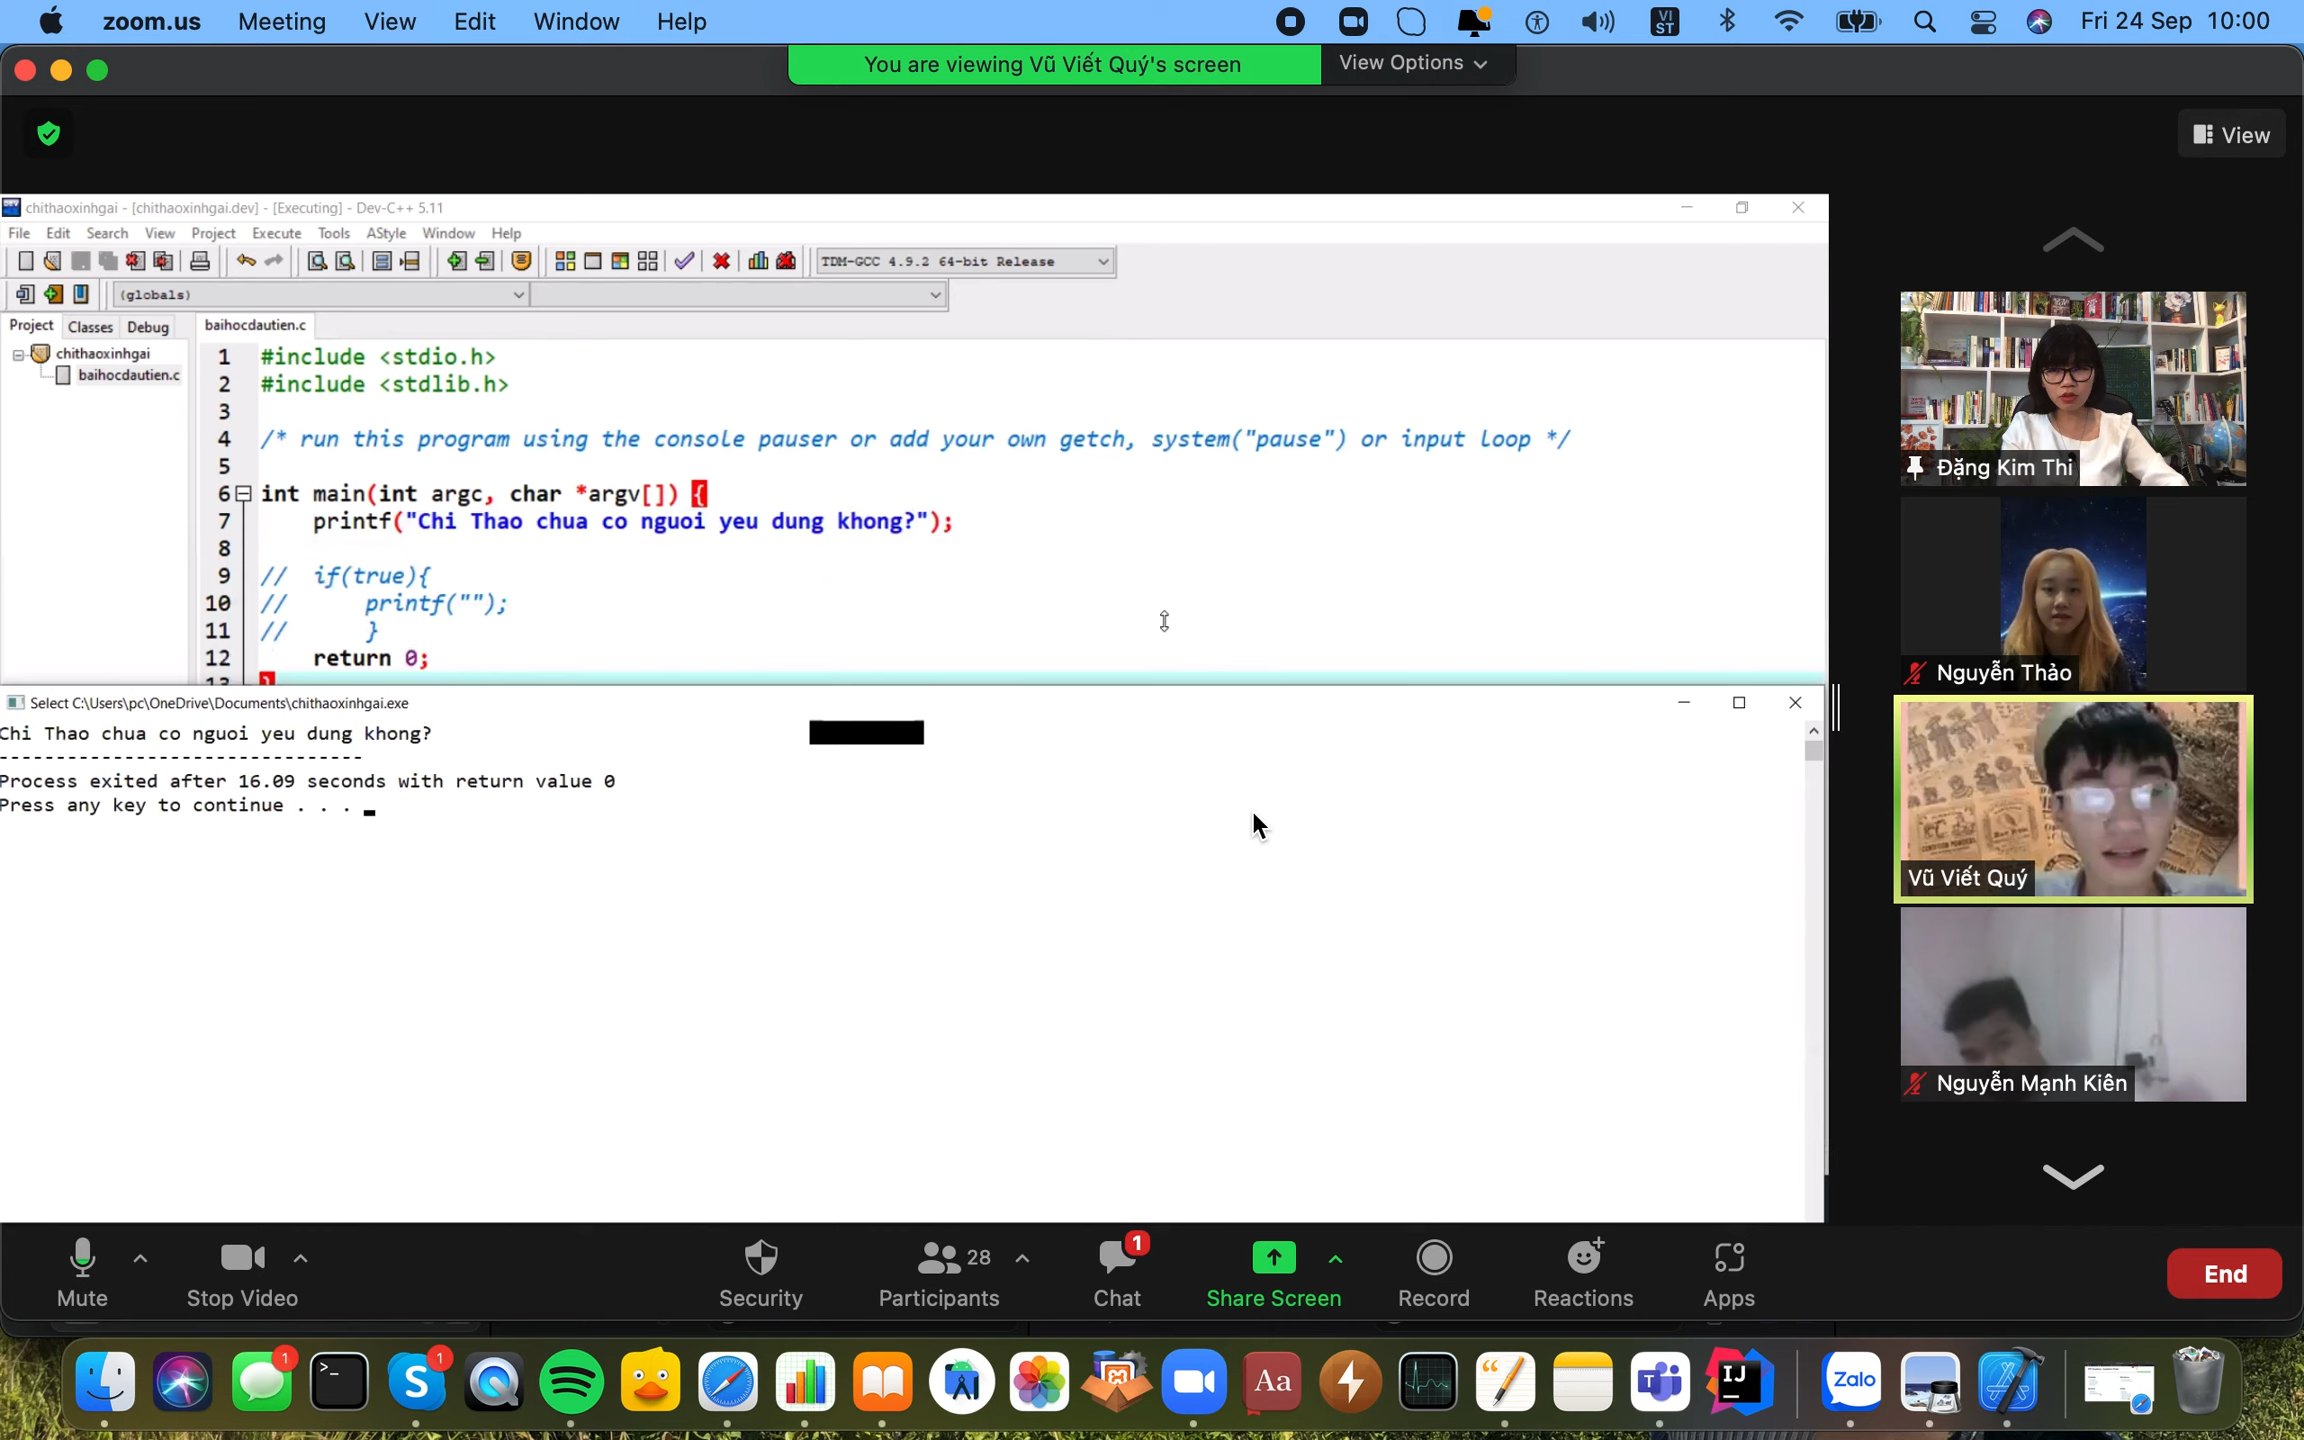 zoom.us Meeting View Edit Window Help VI ST Fri 24 Sep 10:00
You are viewing Vũ Viết Quý's screen View Options
View
chithaoxinhgai - [chithaoxinhgai.dev] - [Executing] - Dev-C++ 5.11
File Edit Search View Project Execute Tools AStyle Window Help
TDM-GCC 4.9.2 64-bit Release
(globals)
Project Classes Debug baihocdautien.c
chithaoxinhgai
baihocdautien.c
1 #include <stdio.h>
2 #include <stdlib.h>
3
4 /* run this program using the console pauser or add your own getch, system("pause") or input loop */
5
6 int main(int argc, char *argv[]) {
7 printf("Chi Thao chua co nguoi yeu dung khong?");
8
9 // if(true){
10 // printf("");
11 // }
12 return 0;
13 }
Select C:\Users\pc\OneDrive\Documents\chithaoxinhgai.exe
Chi Thao chua co nguoi yeu dung khong?
--------------------------------
Process exited after 16.09 seconds with return value 0
Press any key to continue . . .
Đặng Kim Thi
Nguyễn Thảo
Vũ Viết Quý
Nguyễn Mạnh Kiên
28 1
Mute Stop Video Security Participants Chat Share Screen Record Reactions Apps End
1 1 S Aa IJ Zalo